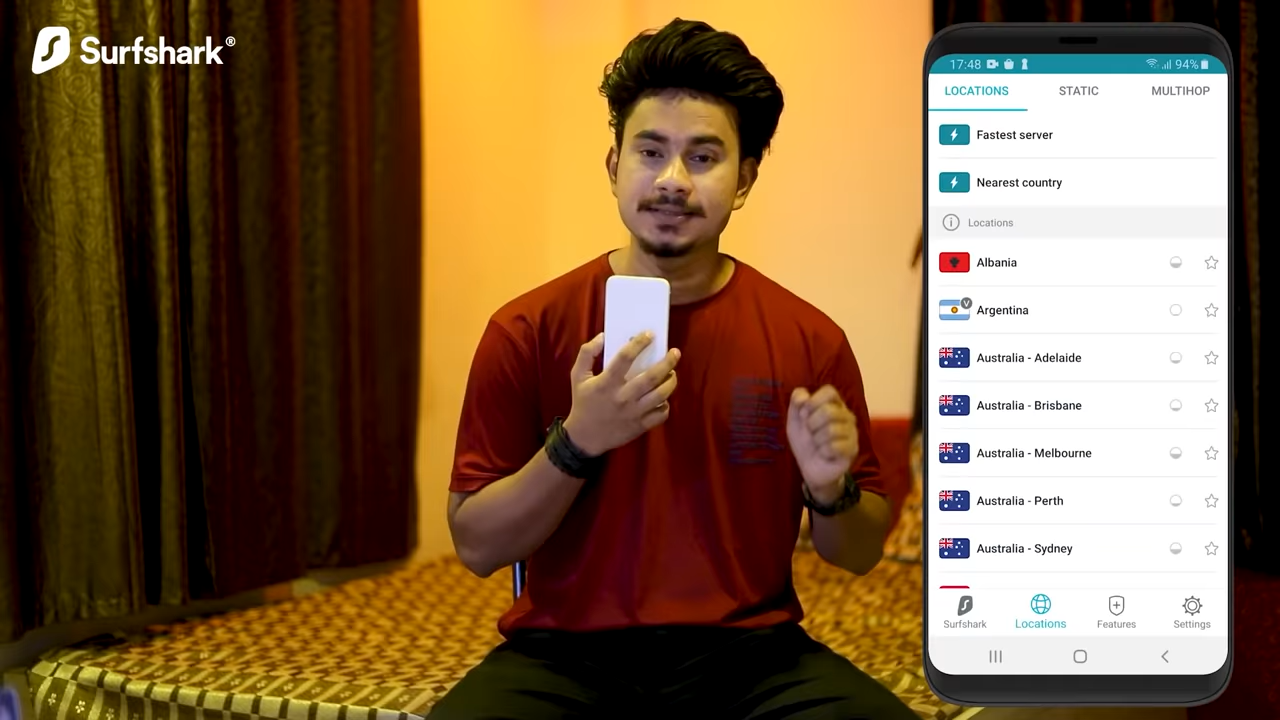 Surfshark®
17:48
94%
LOCATIONS STATIC MULTIHOP
Fastest server
Nearest country
Locations
Albania
V
Argentina
Australia - Adelaide
Australia - Brisbane
Australia - Melbourne
Australia - Perth
Australia - Sydney
Surfshark Locations Features Settings